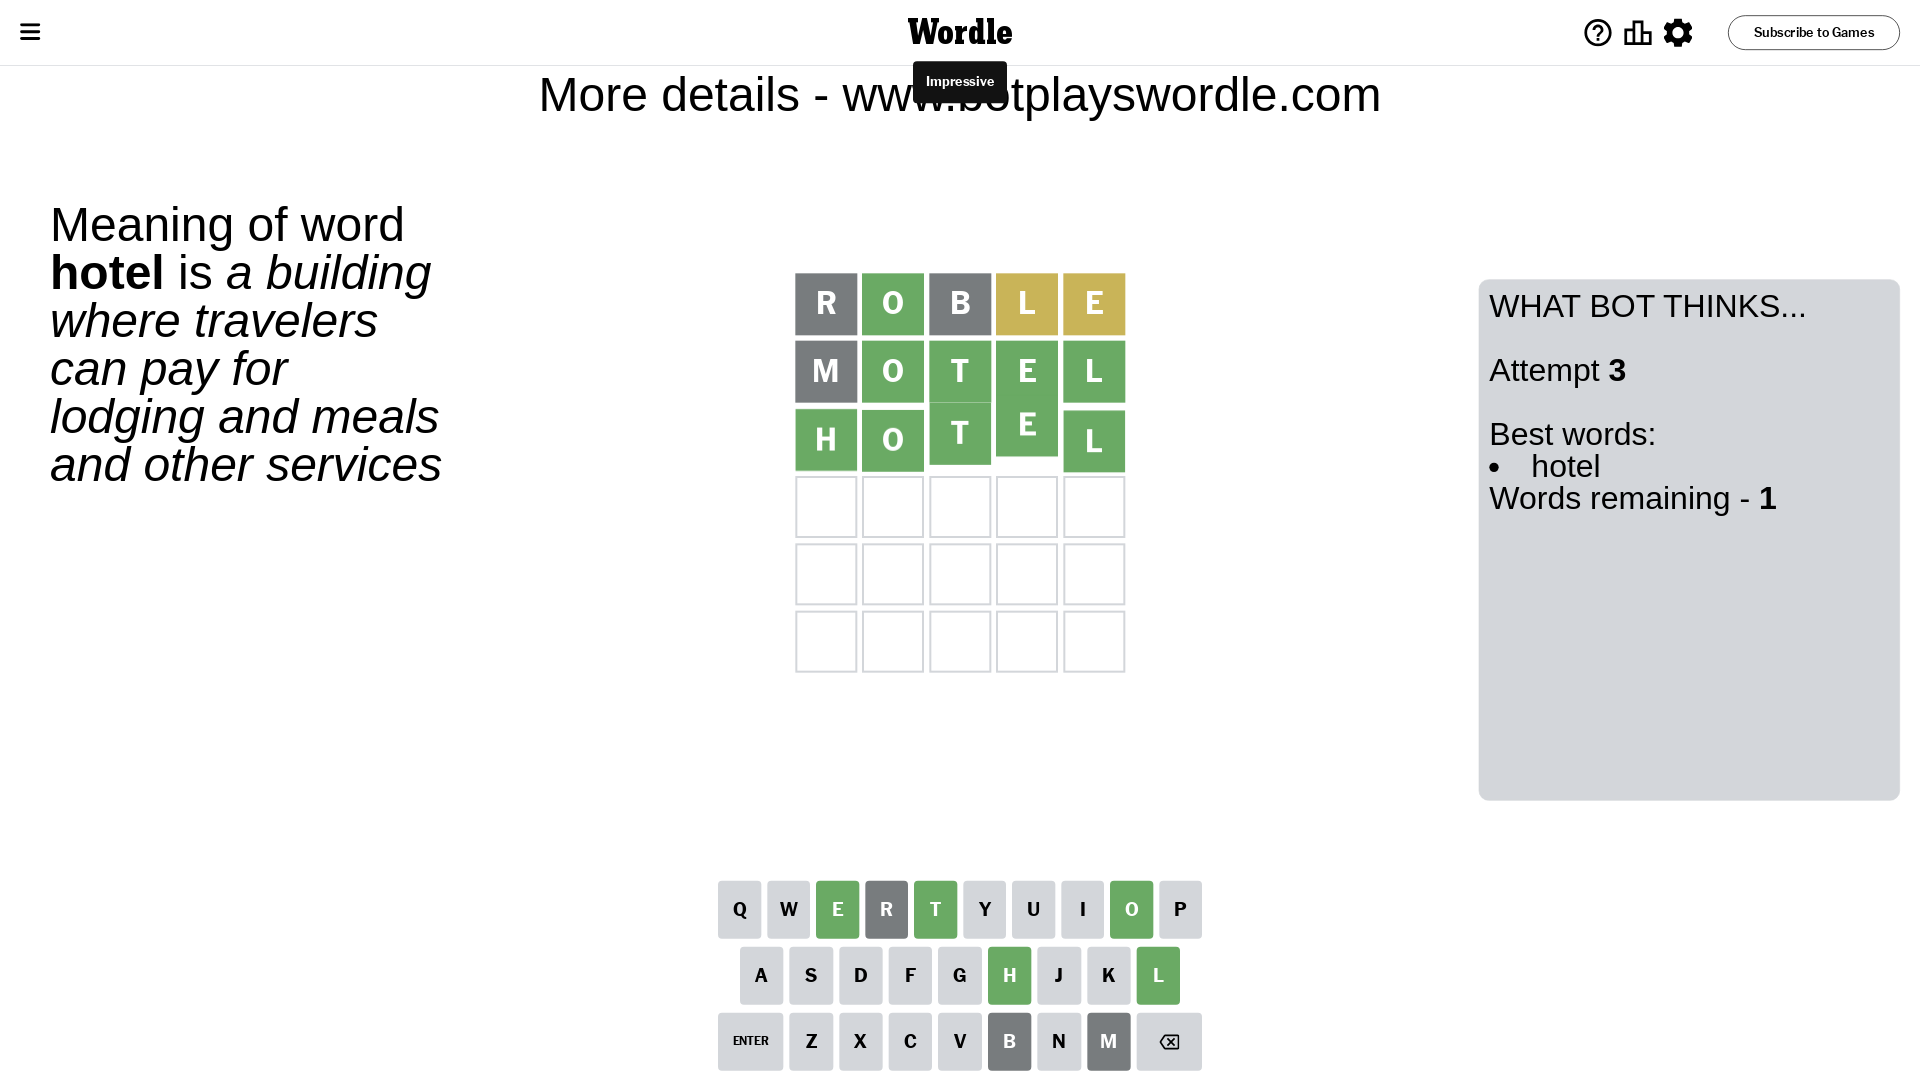 Wordle
Subscribe to Games
Impressive
More details - www.botplayswordle.com
Meaning of word
hotel is a building
where travelers
can pay for
lodging and meals
and other services
R O B L E
M O T E L
H O T E L
WHAT BOT THINKS...
Attempt 3
Best words:
• hotel
Words remaining - 1
Q W E R T Y U I O P
A S D F G H J K L
ENTER Z X C V B N M